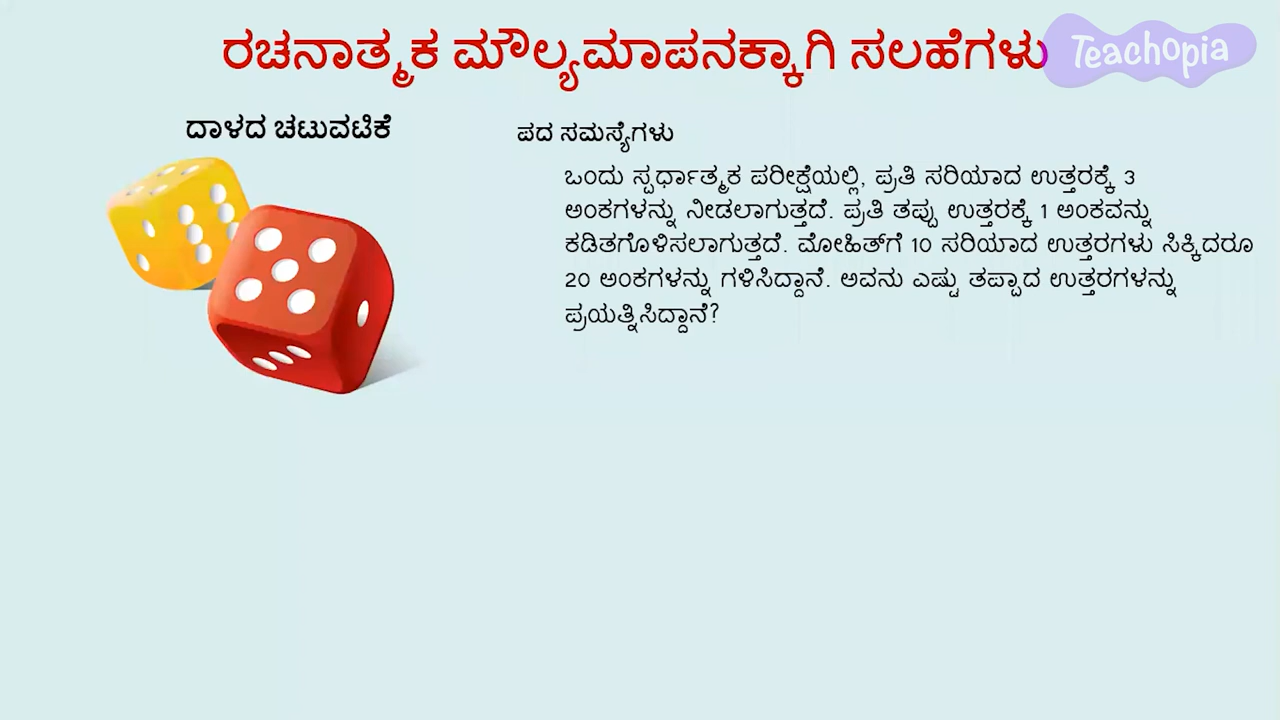 ರಚನಾತ್ಮಕ ಮೌಲ್ಯಮಾಪನಕ್ಕಾಗಿ ಸಲಹೆಗಳು
Teachopia
ದಾಳದ ಚಟುವಟಿಕೆ
ಪದ ಸಮಸ್ಯೆಗಳು
ಒಂದು ಸ್ಪರ್ಧಾತ್ಮಕ ಪರೀಕ್ಷೆಯಲ್ಲಿ, ಪ್ರತಿ ಸರಿಯಾದ ಉತ್ತರಕ್ಕೆ 3
ಅಂಕಗಳನ್ನು ನೀಡಲಾಗುತ್ತದೆ. ಪ್ರತಿ ತಪ್ಪು ಉತ್ತರಕ್ಕೆ 1 ಅಂಕವನ್ನು
ಕಡಿತಗೊಳಿಸಲಾಗುತ್ತದೆ. ಮೋಹಿತ್‌ಗೆ 10 ಸರಿಯಾದ ಉತ್ತರಗಳು ಸಿಕ್ಕಿದರೂ
20 ಅಂಕಗಳನ್ನು ಗಳಿಸಿದ್ದಾನೆ. ಅವನು ಎಷ್ಟು ತಪ್ಪಾದ ಉತ್ತರಗಳನ್ನು
ಪ್ರಯತ್ನಿಸಿದ್ದಾನೆ?